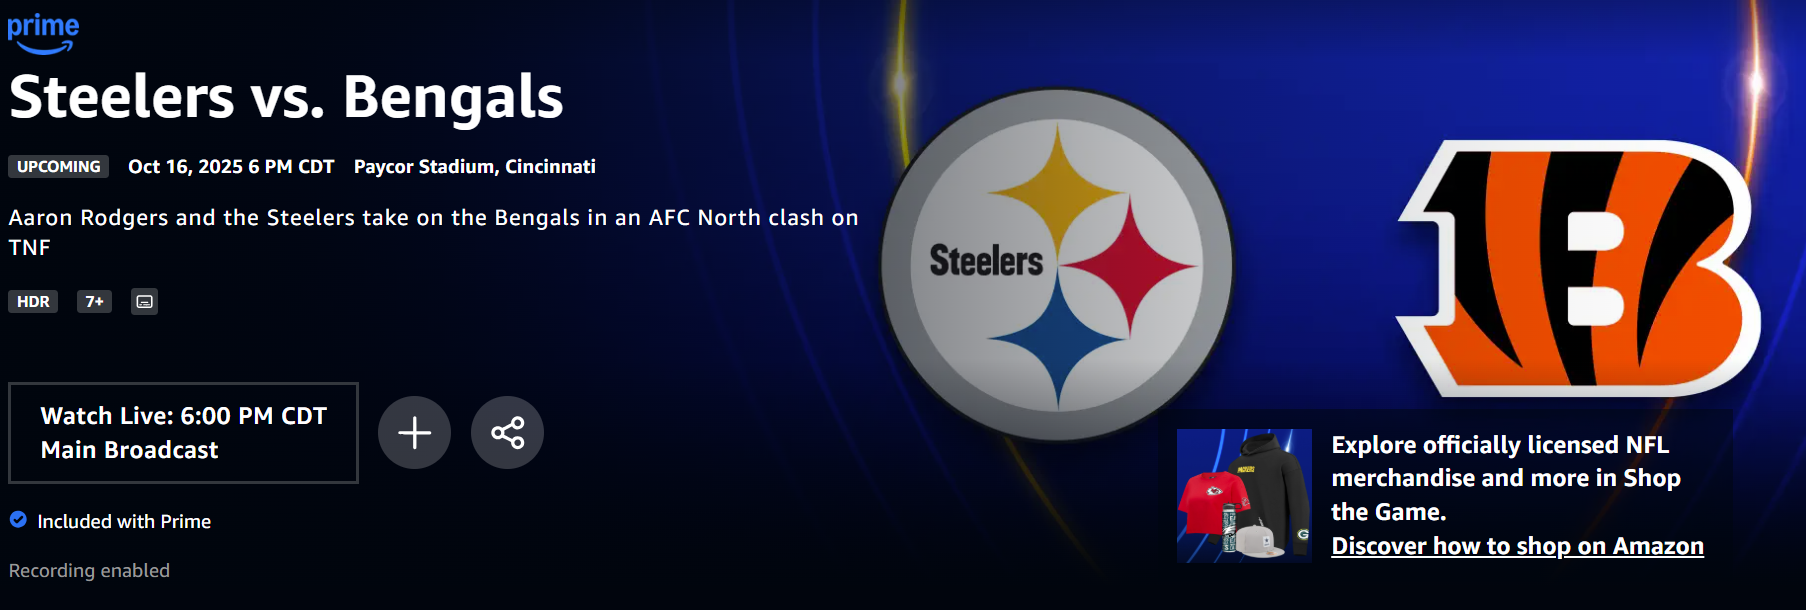 prime
Steelers vs. Bengals
UPCOMING Oct 16, 2025 6 PM CDT Paycor Stadium, Cincinnati
Aaron Rodgers and the Steelers take on the Bengals in an AFC North clash on
TNF
HDR 7+
Watch Live: 6:00 PM CDT
Main Broadcast
Included with Prime
Recording enabled
Steelers
B
PACKERS
G
Explore officially licensed NFL
merchandise and more in Shop
the Game.
Discover how to shop on Amazon